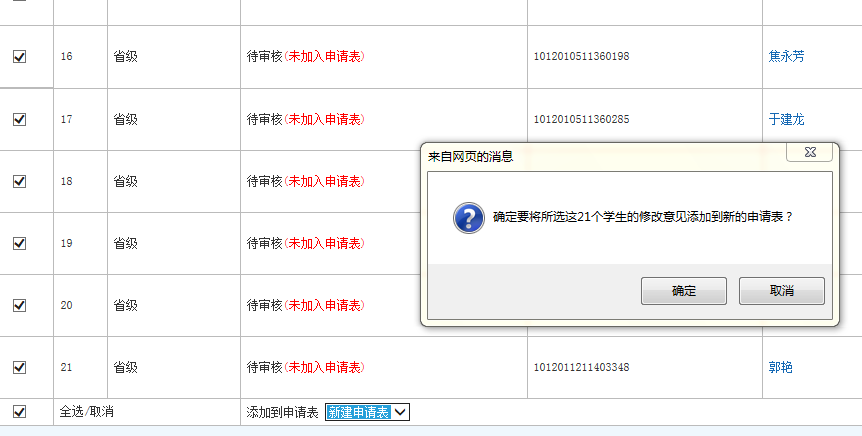 16 省级 待审核(未加入申请表) 1012010511360198 焦永芳
17 省级 待审核(未加入申请表) 1012010511360285 于建龙
来自网页的消息
18 省级 待审核(未加入申请表)
确定要将所选这21个学生的修改意见添加到新的申请表？
19 省级 待审核(未加入申请表)
确定 取消
20 省级 待审核(未加入申请表)
21 省级 待审核(未加入申请表) 1012011211403348 郭艳
全选/取消 添加到申请表 新建申请表